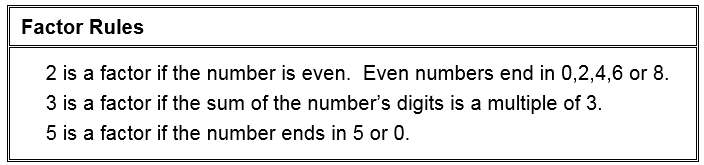 Factor Rules
2 is a factor if the number is even.  Even numbers end in 0,2,4,6 or 8.
3 is a factor if the sum of the number’s digits is a multiple of 3.
5 is a factor if the number ends in 5 or 0.